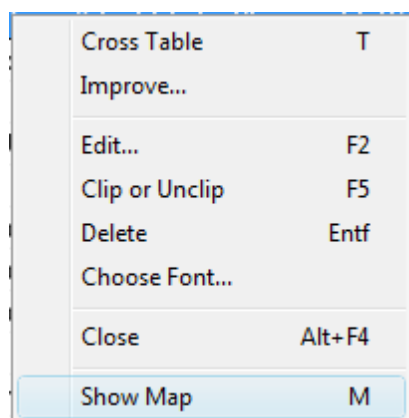 Cross Table T
Improve...
Edit... F2
Clip or Unclip F5
Delete Entf
Choose Font...
Close Alt+F4
Show Map M